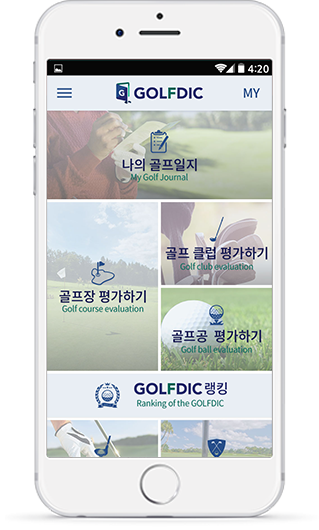 4:20
GOLFDIC
MY
나의 골프일지
My Golf Journal
골프 클럽 평가하기
Golf club evaluation
골프장 평가하기
Golf course evaluation
골프공 평가하기
Golf ball evaluation
GOLFDIC 랭킹
Ranking of the GOLFDIC